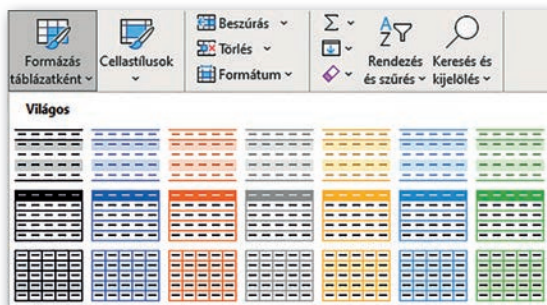 Formázás
táblázatként
Cellastílusok
Beszúrás
Törlés
Formátum
Rendezés
és szűrés
Keresés és
kijelölés
Világos